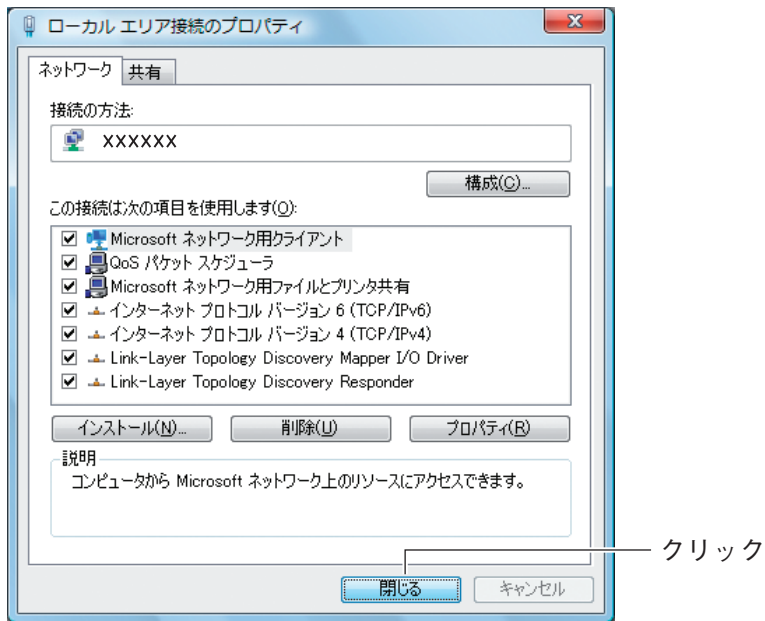 ローカル エリア接続のプロパティ
ネットワーク 共有
接続の方法:
XXXXXX
構成(C)...
この接続は次の項目を使用します(O):
Microsoft ネットワーク用クライアント
QoS パケット スケジューラ
Microsoft ネットワーク用ファイルとプリンタ共有
インターネット プロトコル バージョン 6 (TCP/IPv6)
インターネット プロトコル バージョン 4 (TCP/IPv4)
Link-Layer Topology Discovery Mapper I/O Driver
Link-Layer Topology Discovery Responder
インストール(N)... 削除(U) プロパティ(R)
説明
コンピュータから Microsoft ネットワーク上のリソースにアクセスできます。
クリック
閉じる キャンセル